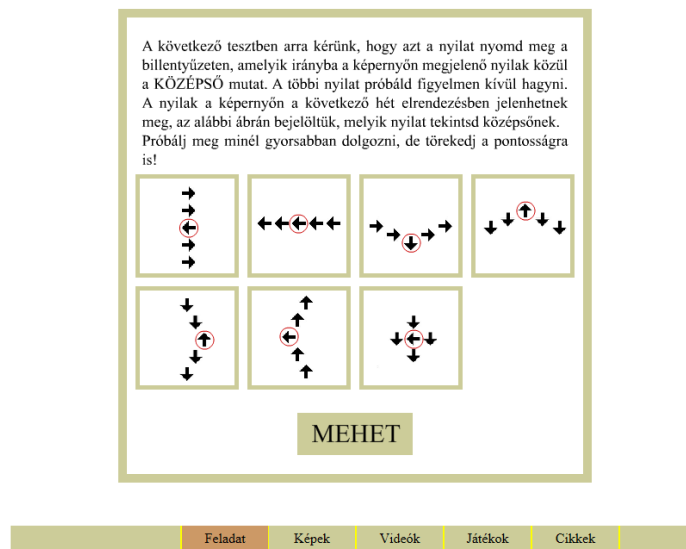 A következő tesztben arra kérünk, hogy azt a nyilat nyomd meg a
billentyűzeten, amelyik irányba a képernyőn megjelenő nyilak közül
a KÖZÉPSŐ mutat. A többi nyilat próbáld figyelmen kívül hagyni.
A nyilak a képernyőn a következő hét elrendezésben jelenhetnek
meg, az alábbi ábrán bejelöltük, melyik nyilat tekintsd középsőnek.
Próbálj meg minél gyorsabban dolgozni, de törekedj a pontosságra
is!
MEHET
Feladat Képek Videók Játékok Cikkek